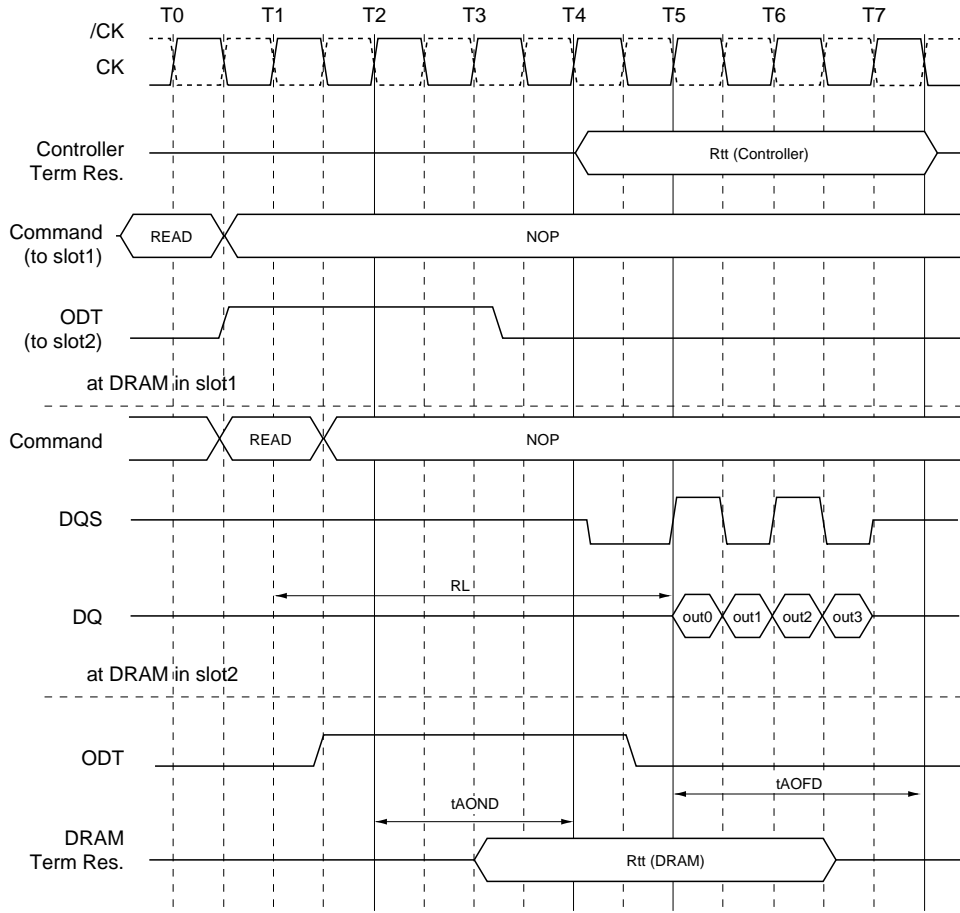 T0 T1 T2 T3 T4 T5 T6 T7
/CK
CK
Controller
Term Res.
Rtt (Controller)
Command
(to slot1)
READ
NOP
ODT
(to slot2)
at DRAM in slot1
Command
READ
NOP
DQS
RL
DQ
out0 out1 out2 out3
at DRAM in slot2
ODT
tAOFD
tAOND
DRAM
Term Res.
Rtt (DRAM)